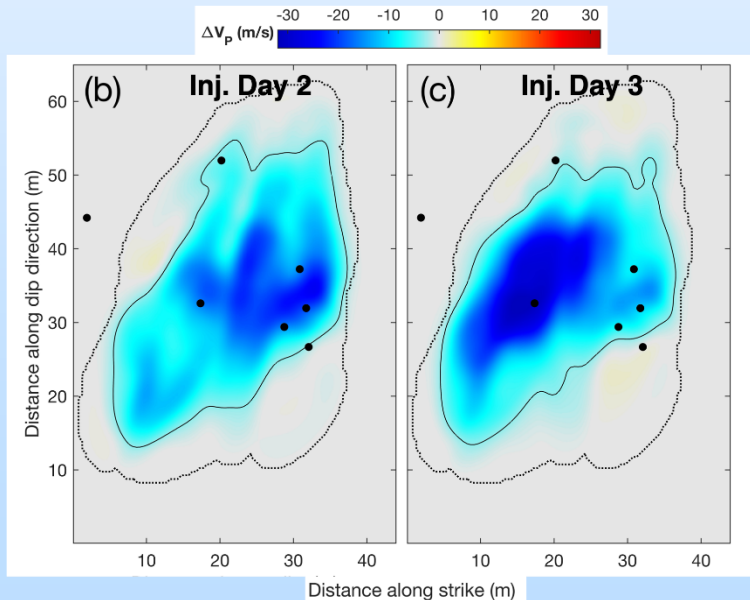 -30 -20 -10 0 10 20 30
ΔV_P (m/s)
(b) Inj. Day 2
(c) Inj. Day 3
Distance along dip direction (m)
60
50
40
30
20
10
10 20 30 40
10 20 30 40
Distance along strike (m)